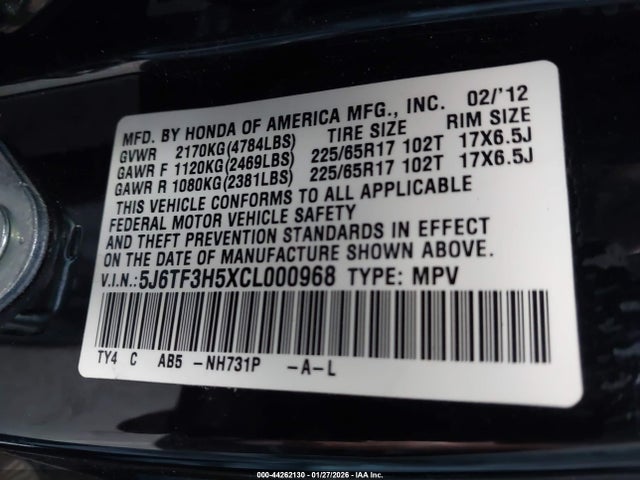 MFD. BY HONDA OF AMERICA MFG., INC. 02/'12
GVWR 2170KG(4784LBS) TIRE SIZE RIM SIZE
GAWR F 1120KG(2469LBS) 225/65R17 102T 17X6.5J
GAWR R 1080KG(2381LBS) 225/65R17 102T 17X6.5J
THIS VEHICLE CONFORMS TO ALL APPLICABLE
FEDERAL MOTOR VEHICLE SAFETY
AND THEFT PREVENTION STANDARDS IN EFFECT
ON THE DATE OF MANUFACTURE SHOWN ABOVE.
V.I.N.:5J6TF3H5XCL000968 TYPE: MPV
TY4 C AB5 -NH731P -A-L
000-44262130 - 01/27/2026 - IAA Inc.